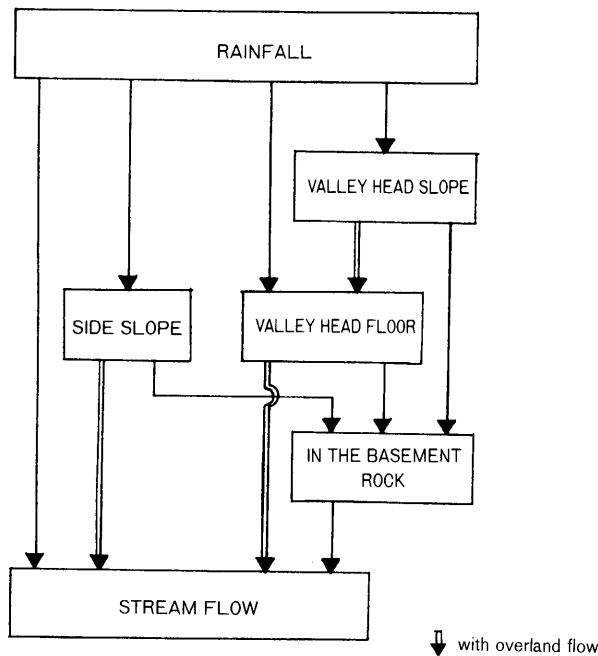 RAINFALL
VALLEY HEAD SLOPE
SIDE SLOPE
VALLEY HEAD FLOOR
IN THE BASEMENT
ROCK
STREAM FLOW
with overland flow